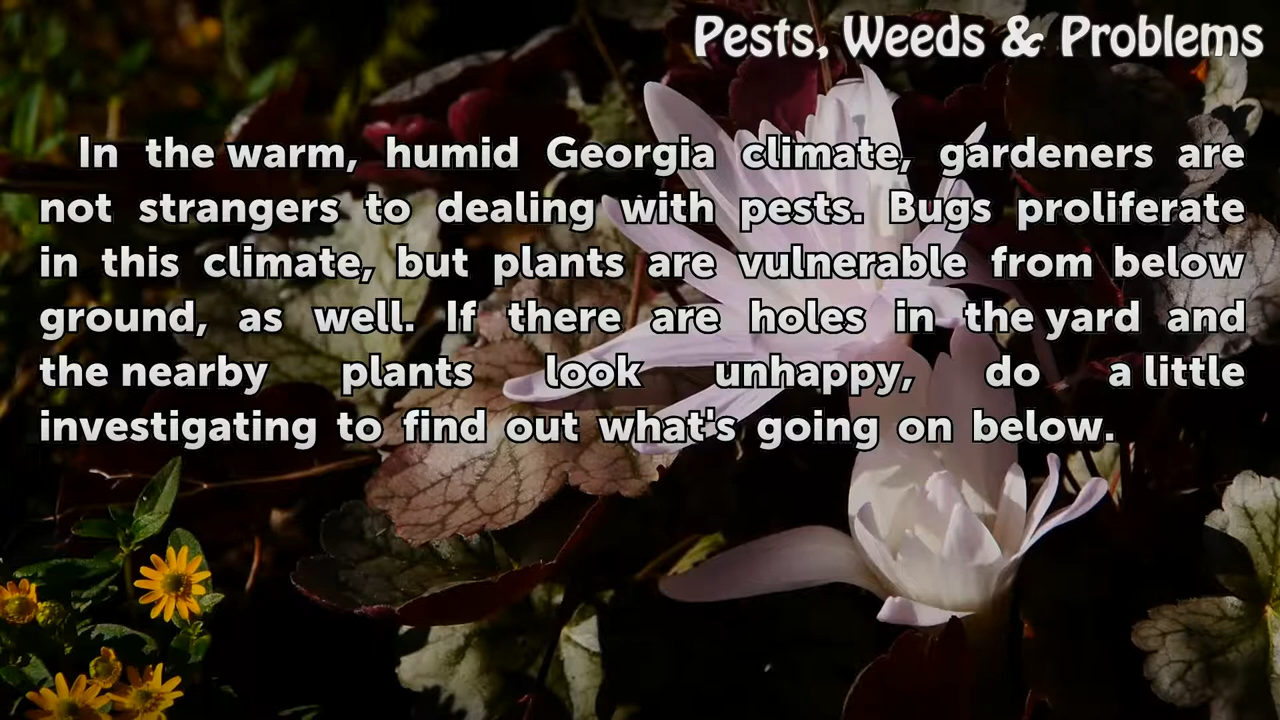 Pests, Weeds & Problems
In the warm, humid Georgia climate, gardeners are
not strangers to dealing with pests. Bugs proliferate
in this climate, but plants are vulnerable from below
ground, as well. If there are holes in the yard and
the nearby plants look unhappy, do a little
investigating to find out what's going on below.